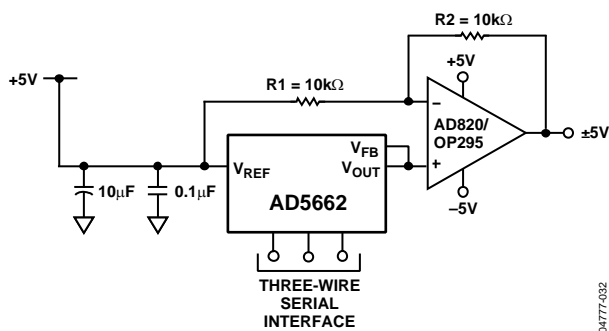 R2 = 10kΩ
+5V
R1 = 10kΩ
+5V
–
AD820/
OP295
±5V
+
–5V
VREF
VFB
VOUT
AD5662
10μF
0.1μF
THREE-WIRE
SERIAL
INTERFACE
04777-032